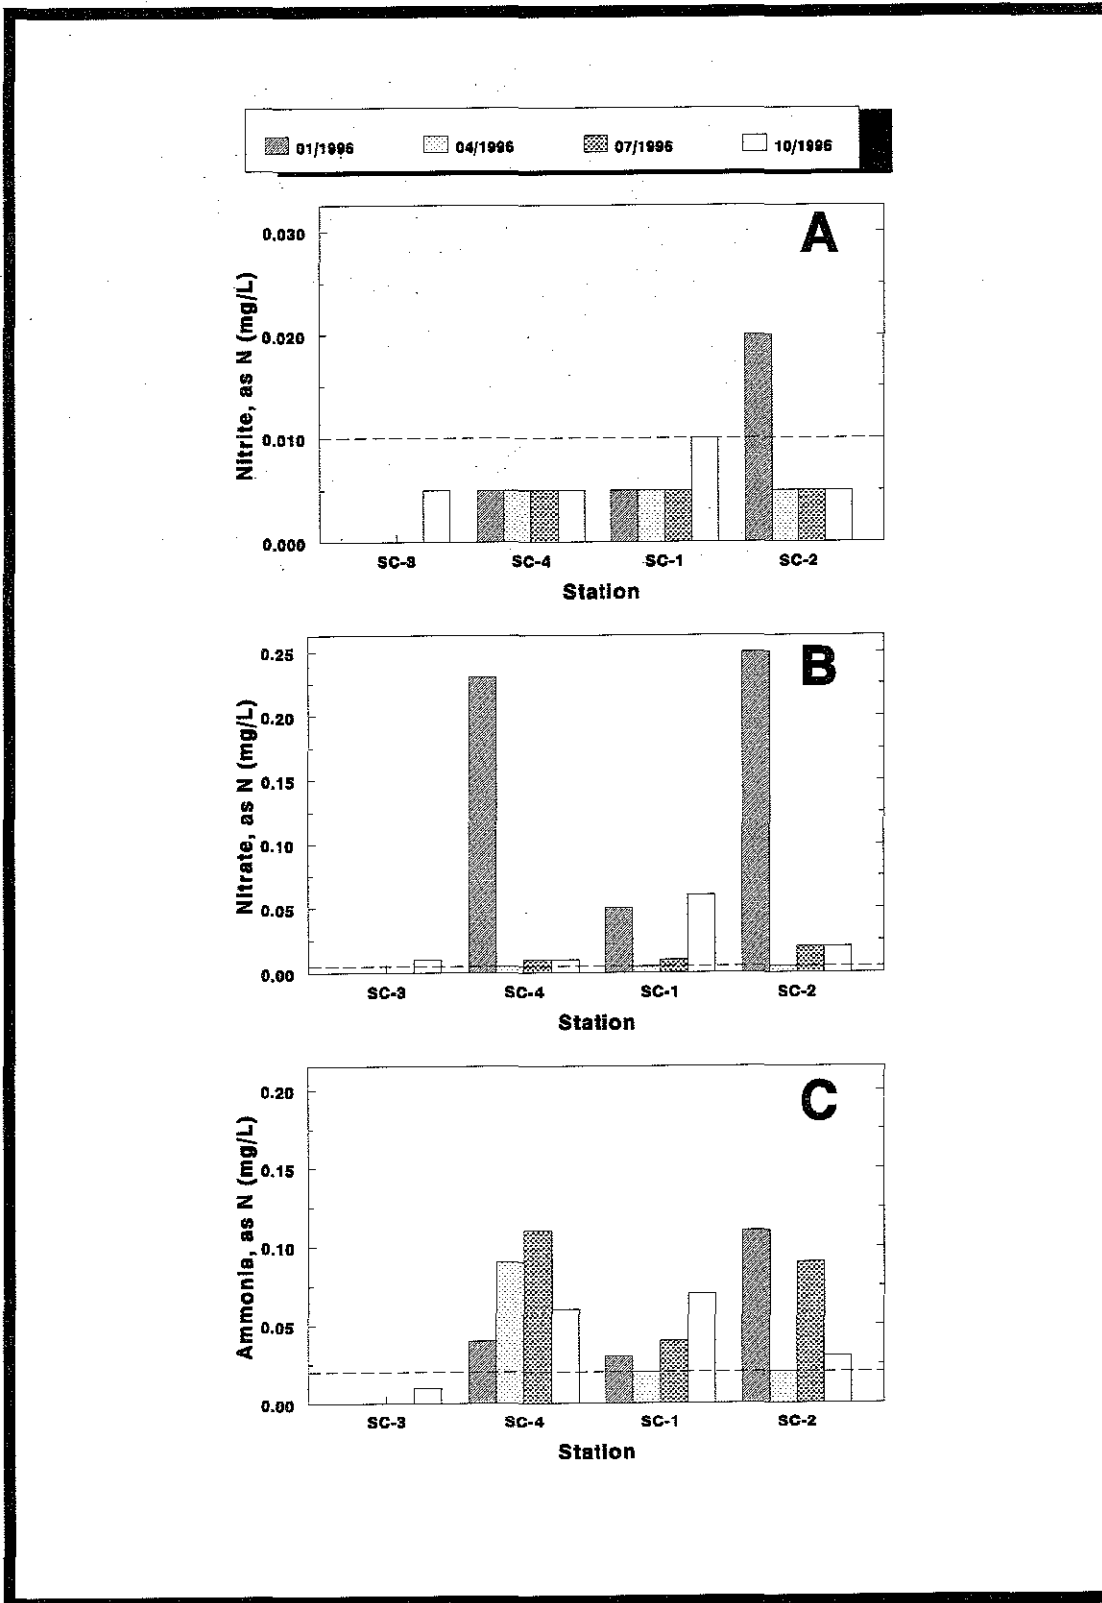 01/1996 04/1996 07/1996 10/1996
A
Nitrite, as N (mg/L)
0.030
0.020
0.010
0.000
SC-3 SC-4 SC-1 SC-2
Station
B
Nitrate, as N (mg/L)
0.25
0.20
0.15
0.10
0.05
0.00
SC-3 SC-4 SC-1 SC-2
Station
C
Ammonia, as N (mg/L)
0.20
0.15
0.10
0.05
0.00
SC-3 SC-4 SC-1 SC-2
Station